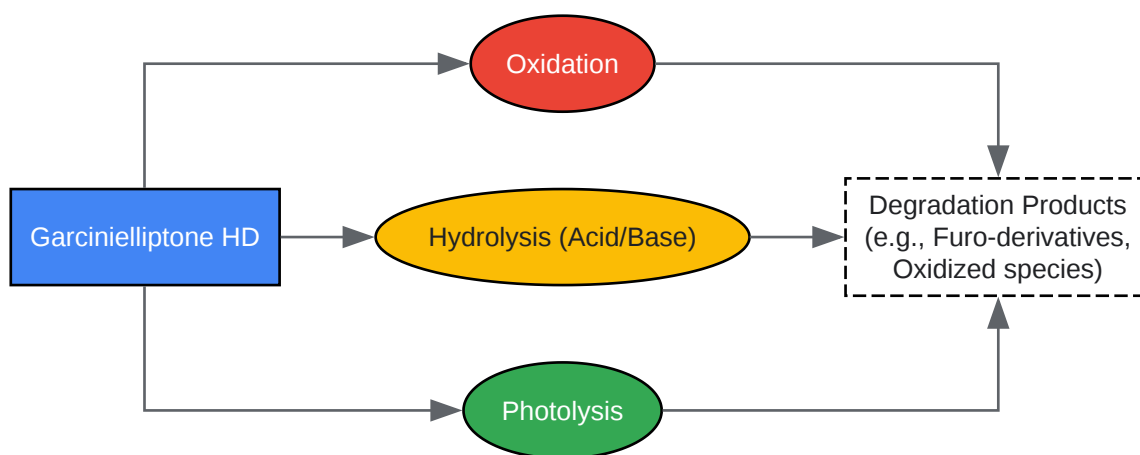 Oxidation
Garcinielliptone HD
Hydrolysis (Acid/Base)
Degradation Products
(e.g., Furo-derivatives,
Oxidized species)
Photolysis